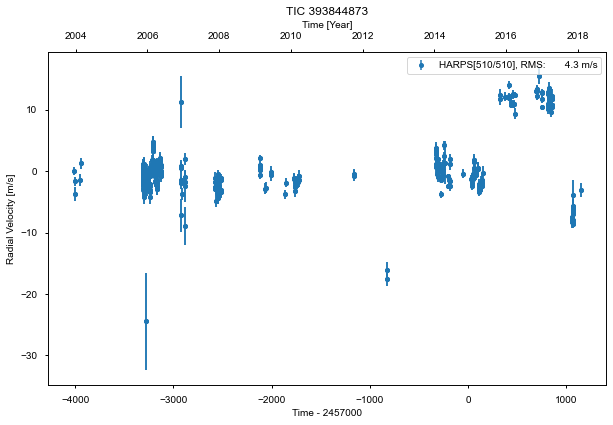 TIC 393844873
Time [Year]
2004 2006 2008 2010 2012 2014 2016 2018
HARPS[510/510], RMS: 4.3 m/s
Radial Velocity [m/s]
10
0
−10
−20
−30
−4000 −3000 −2000 −1000 0 1000
Time - 2457000